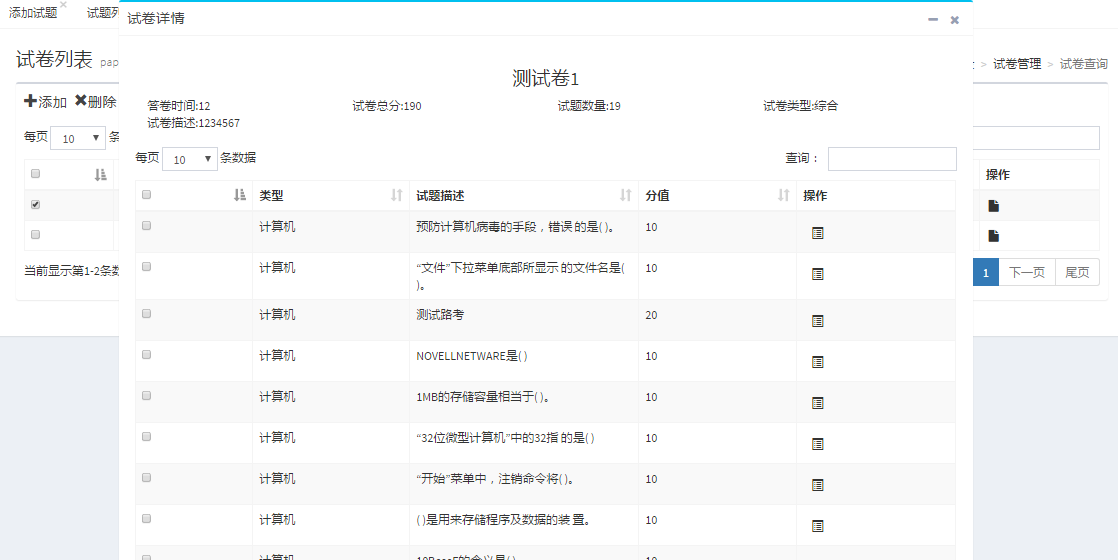 添加试题
试题列
试卷列表 pap
> 试卷管理 > 试卷查询
添加 删除
每页 10 条
操作
当前显示第1-2条数
1 下一页 尾页
试卷详情
测试卷1
答卷时间:12 试卷总分:190 试题数量:19 试卷类型:综合
试卷描述:1234567
每页 10 条数据 查询：
类型 试题描述 分值 操作
计算机 预防计算机病毒的手段，错误的是( )。 10
计算机 “文件”下拉菜单底部所显示的文件名是(
)。 10
计算机 测试路考 20
计算机 NOVELLNETWARE是( ) 10
计算机 1MB的存储容量相当于( )。 10
计算机 “32位微型计算机”中的32指的是( ) 10
计算机 “开始”菜单中，注销命令将( )。 10
计算机 ( )是用来存储程序及数据的装置。 10
计算机 10BaseF的含义是( ) 10